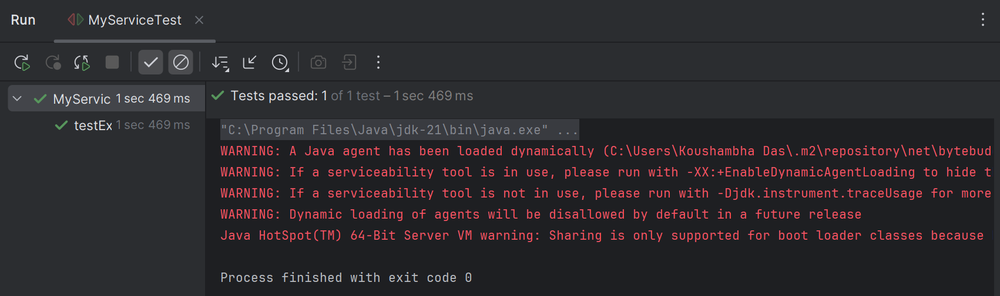 Run MyServiceTest
MyServic 1 sec 469 ms
testEx 1 sec 469 ms
Tests passed: 1 of 1 test – 1 sec 469 ms
"C:\Program Files\Java\jdk-21\bin\java.exe" ...
WARNING: A Java agent has been loaded dynamically (C:\Users\Koushambha Das\.m2\repository\net\bytebud
WARNING: If a serviceability tool is in use, please run with -XX:+EnableDynamicAgentLoading to hide t
WARNING: If a serviceability tool is not in use, please run with -Djdk.instrument.traceUsage for more
WARNING: Dynamic loading of agents will be disallowed by default in a future release
Java HotSpot(TM) 64-Bit Server VM warning: Sharing is only supported for boot loader classes because
Process finished with exit code 0